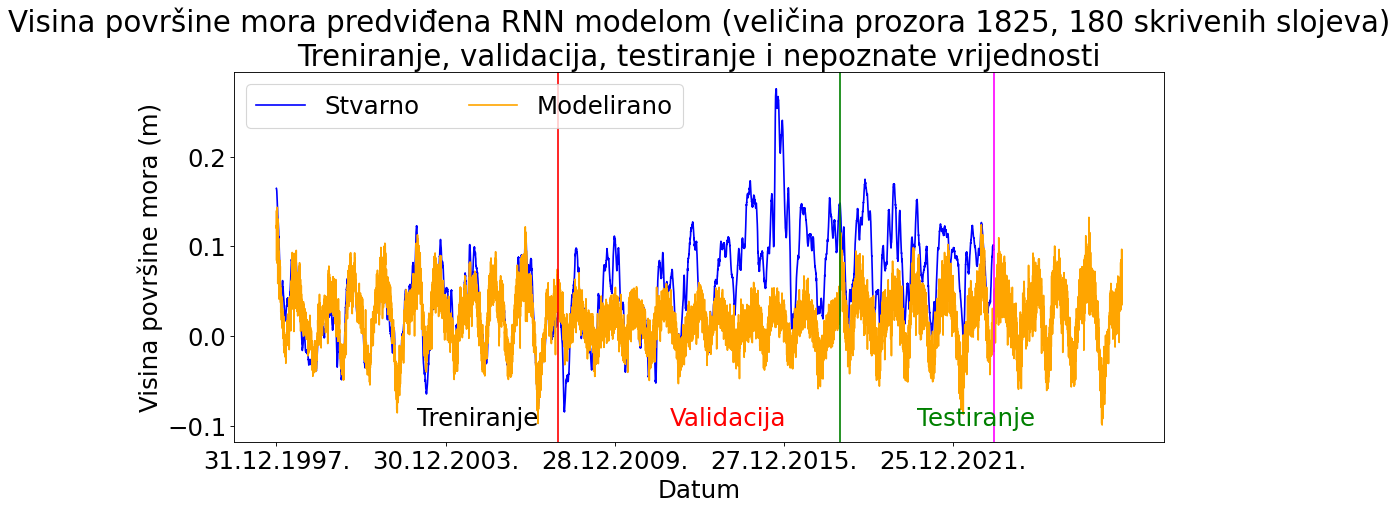 Visina površine mora predviđena RNN modelom (veličina prozora 1825, 180 skrivenih slojeva)
Treniranje, validacija, testiranje i nepoznate vrijednosti
Stvarno Modelirano
Visina površine mora (m)
0.2
0.1
0.0
−0.1
Treniranje Validacija Testiranje
31.12.1997. 30.12.2003. 28.12.2009. 27.12.2015. 25.12.2021.
Datum